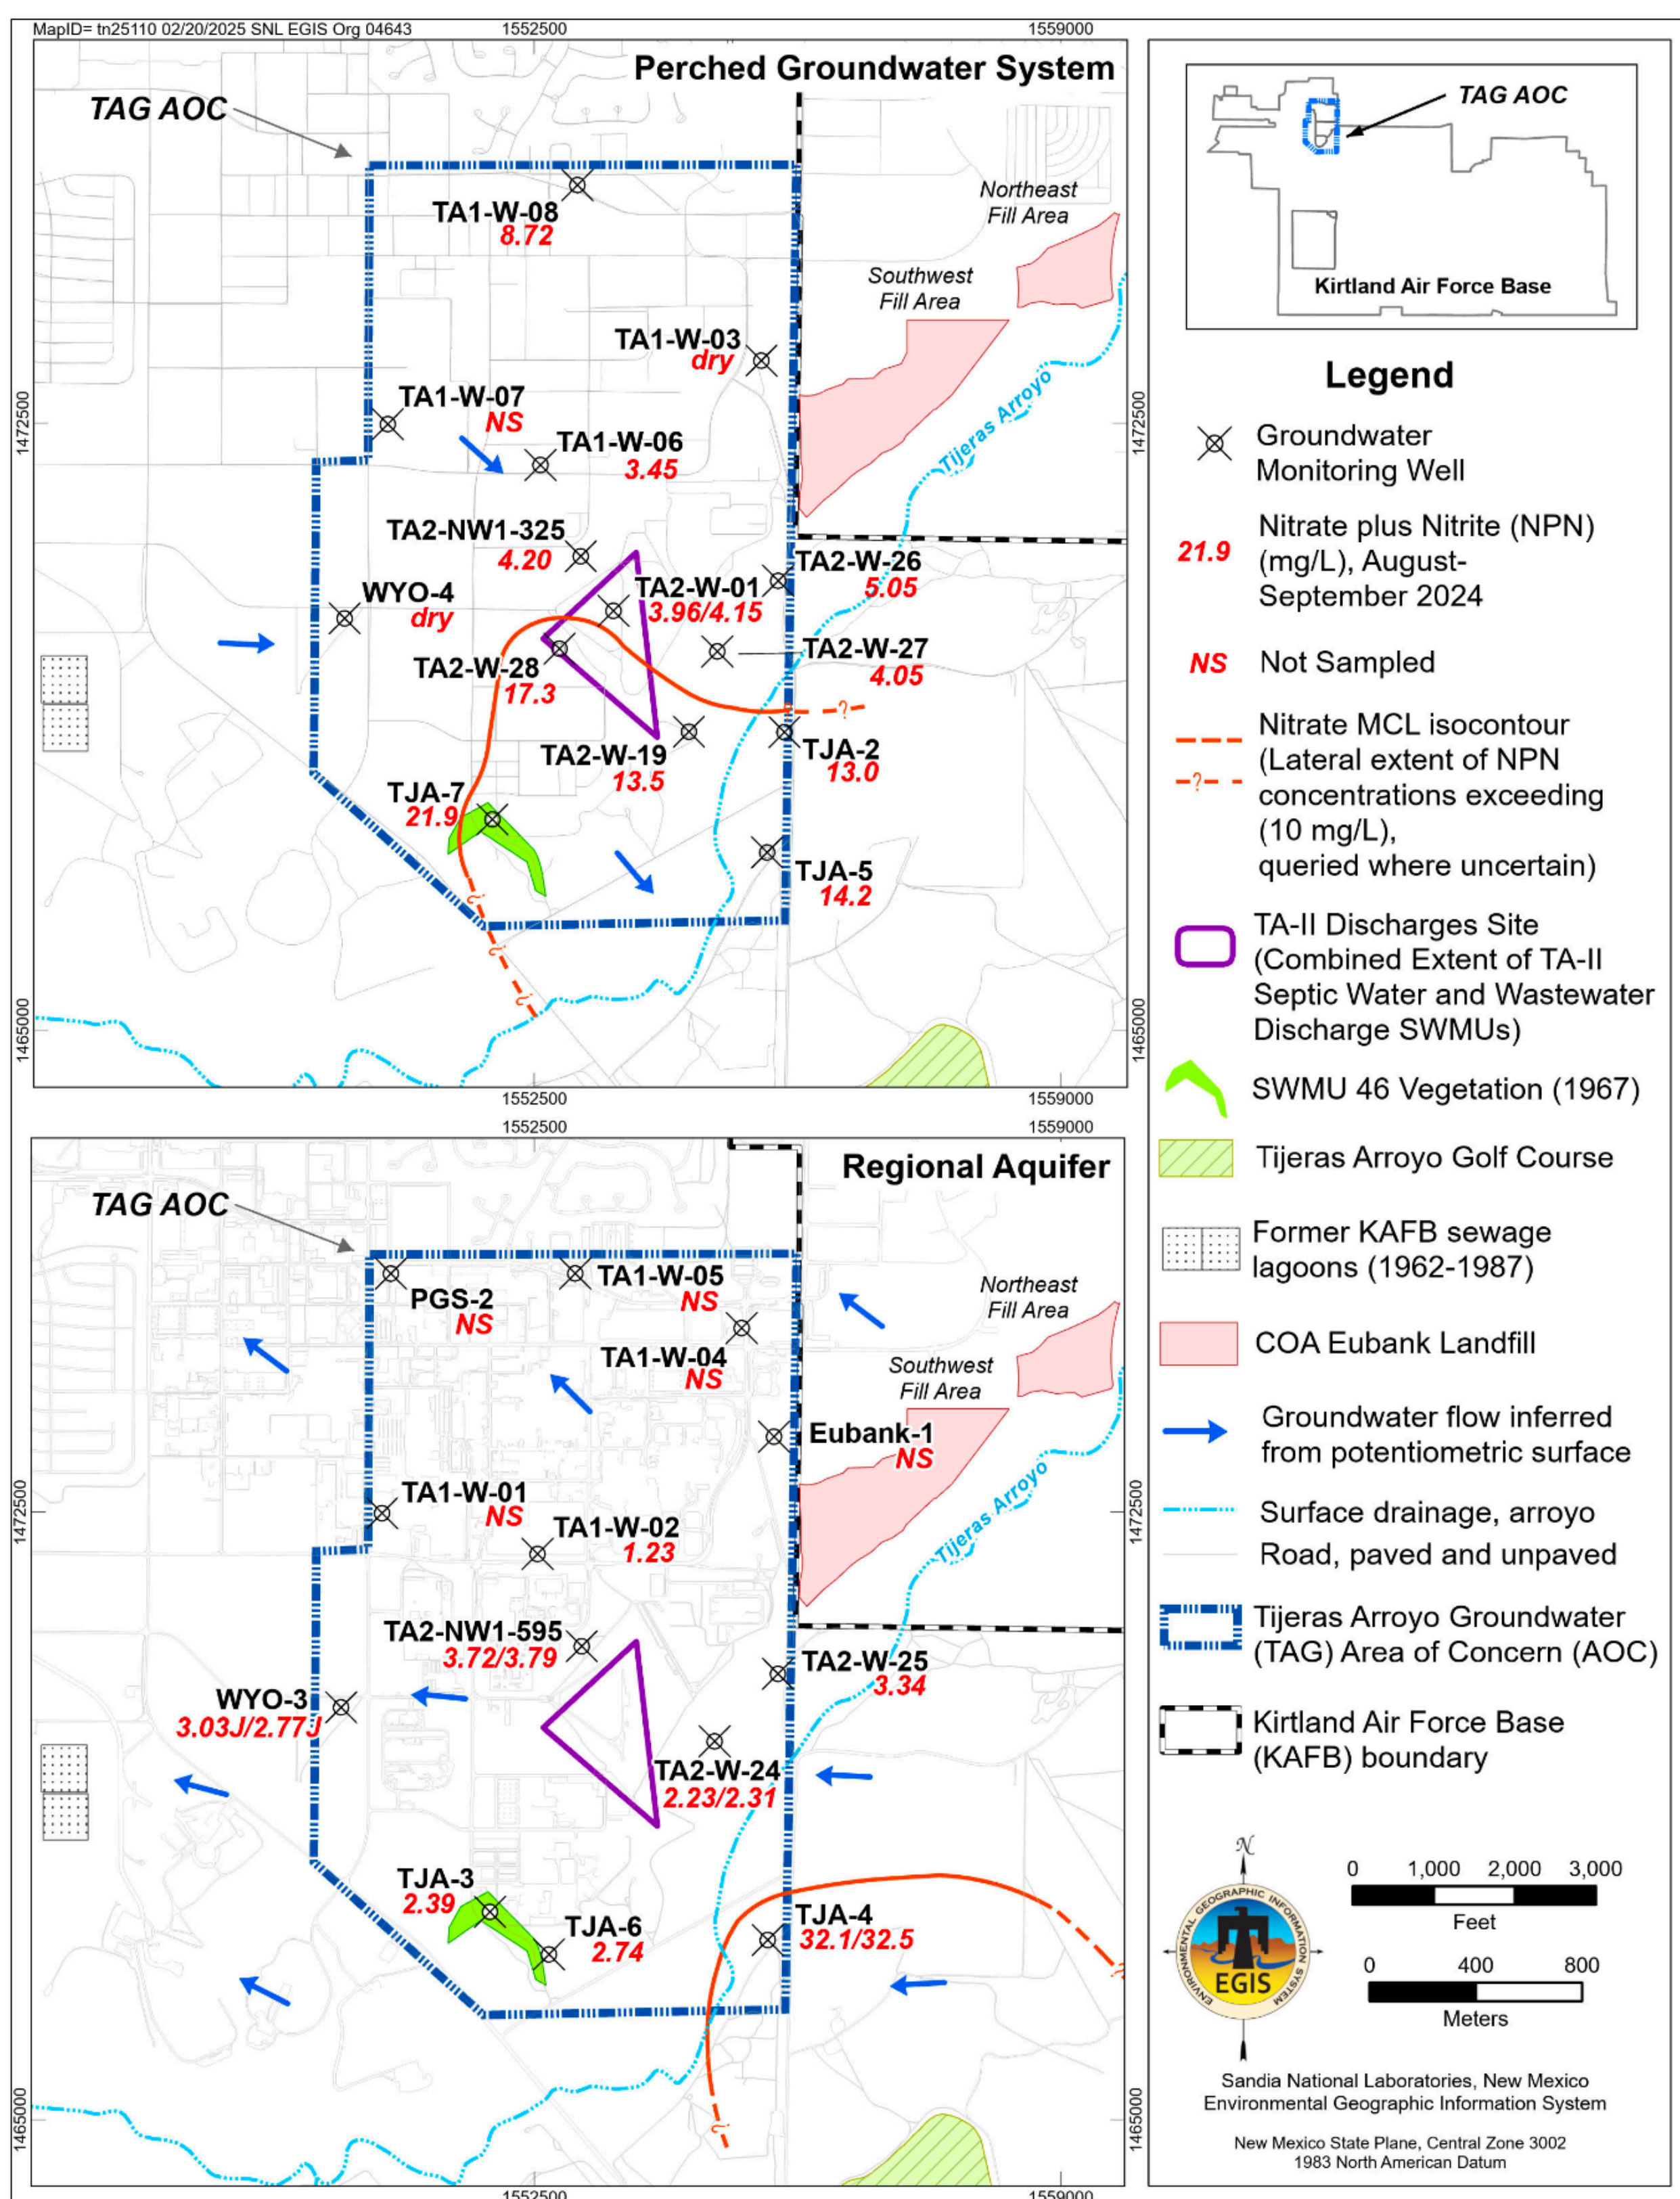 MapID= tn25110 02/20/2025 SNL EGIS Org 04643
1552500
1559000
Perched Groundwater System
TAG AOC
Northeast
Fill Area
TA1-W-08
8.72
Southwest
Fill Area
TA1-W-03
dry
Tijeras Arroyo
1472500
1472500
TA1-W-07
NS
TA1-W-06
3.45
TA2-NW1-325
4.20
TA2-W-26
5.05
TA2-W-01
3.96/4.15
WYO-4
dry
TA2-W-27
4.05
TA2-W-28
17.3
?
TA2-W-19
13.5
TJA-2
13.0
TJA-7
21.9
TJA-5
14.2
?
?
?
1465000
1465000
1552500
1559000
1552500
1559000
Regional Aquifer
TAG AOC
PGS-2
NS
TA1-W-05
NS
Northeast
Fill Area
TA1-W-04
NS
Southwest
Fill Area
Eubank-1
NS
Tijeras Arroyo
1472500
1472500
TA1-W-01
NS
TA1-W-02
1.23
TA2-NW1-595
3.72/3.79
TA2-W-25
3.34
WYO-3
3.03J/2.77J
TA2-W-24
2.23/2.31
TJA-3
2.39
TJA-6
2.74
TJA-4
32.1/32.5
?
?
1465000
1465000
1552500
1559000
TAG AOC
Kirtland Air Force Base
Legend
Groundwater
Monitoring Well
21.9
Nitrate plus Nitrite (NPN)
(mg/L), August-
September 2024
NS
Not Sampled
?
Nitrate MCL isocontour
(Lateral extent of NPN
concentrations exceeding
(10 mg/L),
queried where uncertain)
TA-II Discharges Site
(Combined Extent of TA-II
Septic Water and Wastewater
Discharge SWMUs)
SWMU 46 Vegetation (1967)
Tijeras Arroyo Golf Course
Former KAFB sewage
lagoons (1962-1987)
COA Eubank Landfill
Groundwater flow inferred
from potentiometric surface
Surface drainage, arroyo
Road, paved and unpaved
Tijeras Arroyo Groundwater
(TAG) Area of Concern (AOC)
Kirtland Air Force Base
(KAFB) boundary
N
ENVIRONMENTAL GEOGRAPHIC INFORMATION SYSTEM
EGIS
0 1,000 2,000 3,000
Feet
0 400 800
Meters
Sandia National Laboratories, New Mexico
Environmental Geographic Information System
New Mexico State Plane, Central Zone 3002
1983 North American Datum